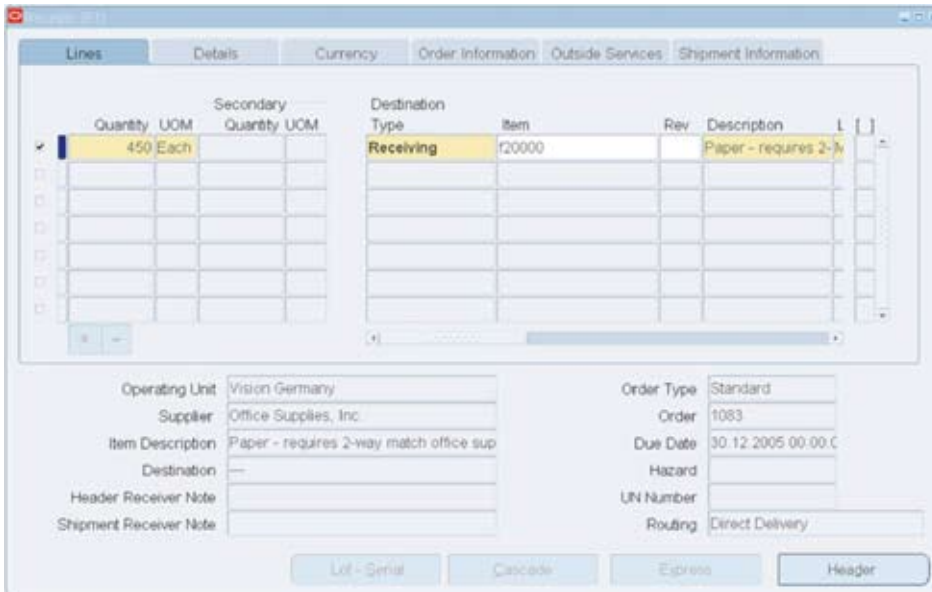 Lines Details Currency Order Information Outside Services Shipment Information
Secondary Destination
Quantity UOM Quantity UOM Type Item Rev Description L [ ]
450 Each Receiving f20000 Paper - requires 2-
Operating Unit Vision Germany Order Type Standard
Supplier Office Supplies, Inc Order 1083
Item Description Paper - requires 2-way match office sup Due Date 30.12.2005 00:00:0
Destination — Hazard
Header Receiver Note UN Number
Shipment Receiver Note Routing Direct Delivery
Lot - Serial Cascade Express Header